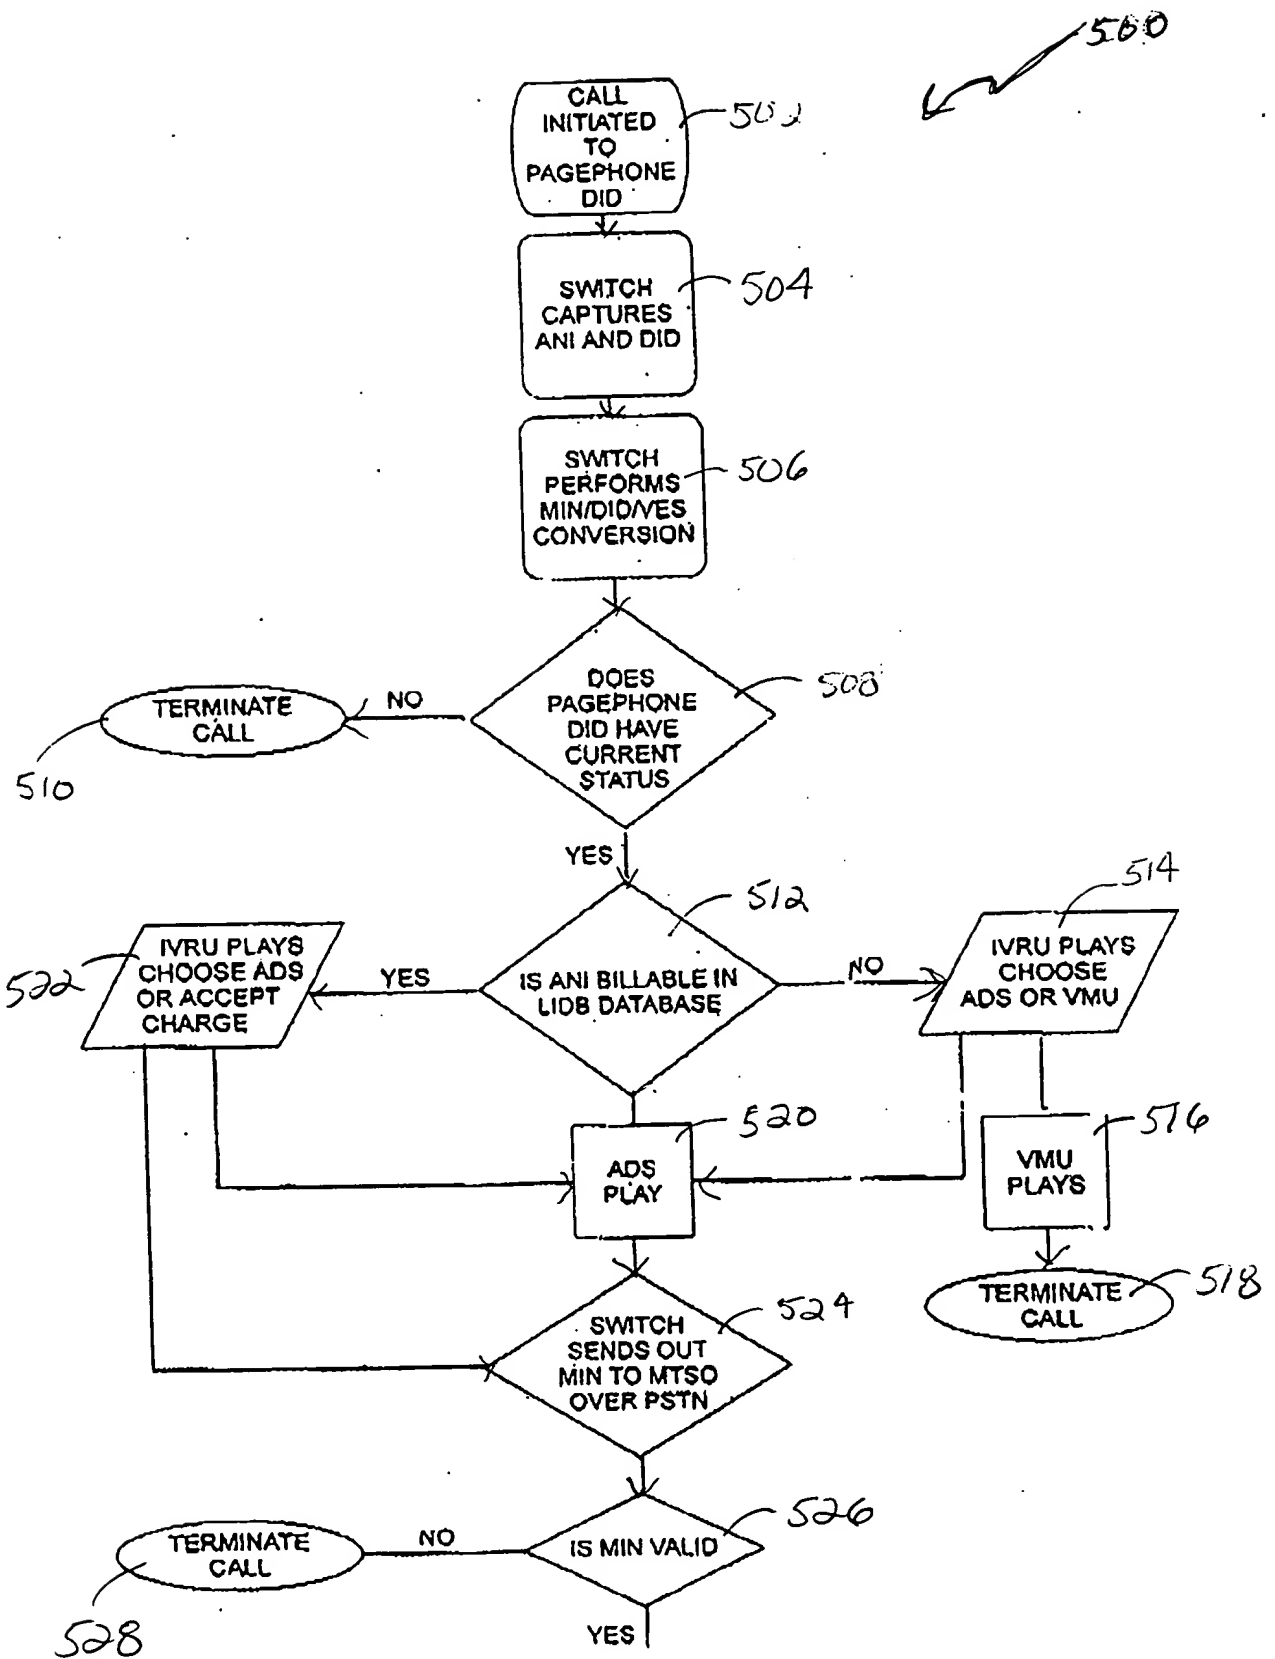 500
CALL
INITIATED
TO
PAGEPHONE
DID
502
SWITCH
CAPTURES
ANI AND DID
504
SWITCH
PERFORMS
MIN/DID/VES
CONVERSION
506
DOES
PAGEPHONE
DID HAVE
CURRENT
STATUS
508
NO
TERMINATE
CALL
510
YES
IS ANI BILLABLE IN
LIDB DATABASE
512
YES
NO
IVRU PLAYS
CHOOSE ADS
OR ACCEPT
CHARGE
522
IVRU PLAYS
CHOOSE
ADS OR VMU
514
ADS
PLAY
520
VMU
PLAYS
516
TERMINATE
CALL
518
SWITCH
SENDS OUT
MIN TO MTSO
OVER PSTN
524
IS MIN VALID
526
NO
TERMINATE
CALL
528
YES